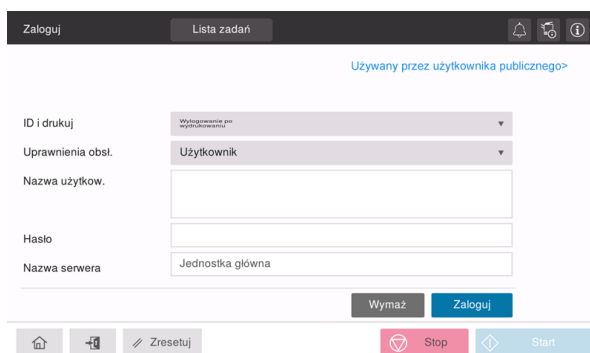 Zaloguj
Lista zadań
Używany przez użytkownika publicznego>
ID i drukuj
Wylogowanie po
wydrukowaniu
Uprawnienia obsł.
Użytkownik
Nazwa użytkow.
Hasło
Nazwa serwera
Jednostka główna
Wymaż
Zaloguj
Zresetuj
Stop
Start